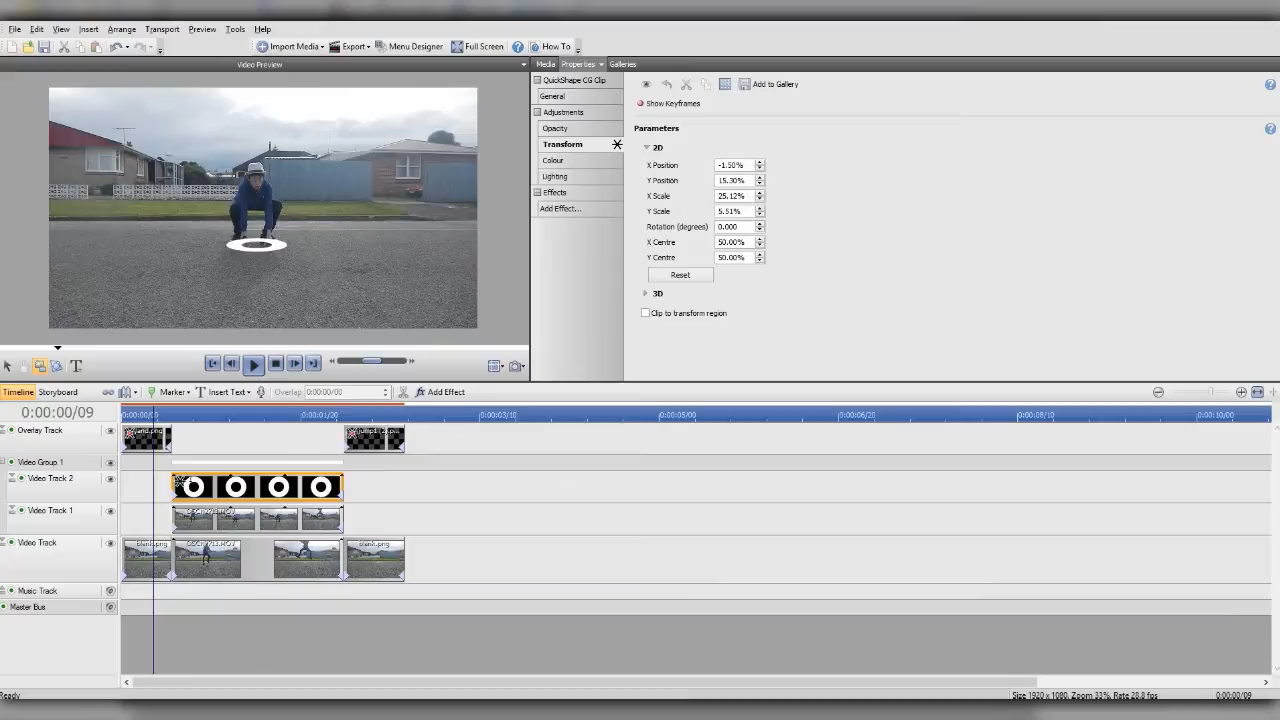 File Edit View Insert Arrange Transport Preview Tools Help
Import Media Export Menu Designer Full Screen How To
Video Preview
Media Properties Galleries
QuickShape CG Clip
General
Adjustments
Opacity
Transform
Colour
Lighting
Effects
Add Effect...
Add to Gallery
Show Keyframes
Parameters
2D
X Position -1.50%
Y Position 15.30%
X Scale 25.12%
Y Scale 5.51%
Rotation (degrees) 0.000
X Centre 50.00%
Y Centre 50.00%
Reset
3D
Clip to transform region
Timeline Storyboard Marker Insert Text Overlap 0:00:00/00 fx Add Effect
0:00:00/09 0:00:00/00 0:00:01/20 0:00:03/10 0:00:05/00 0:00:06/20 0:00:08/10 0:00:10/00
Overlay Track
Video Group 1
Video Track 2
Video Track 1
Video Track blank.png blank.png
Music Track
Master Bus
Ready Size 1920 x 1080, Zoom 33%, Rate 28.8 fps 0:00:00/09